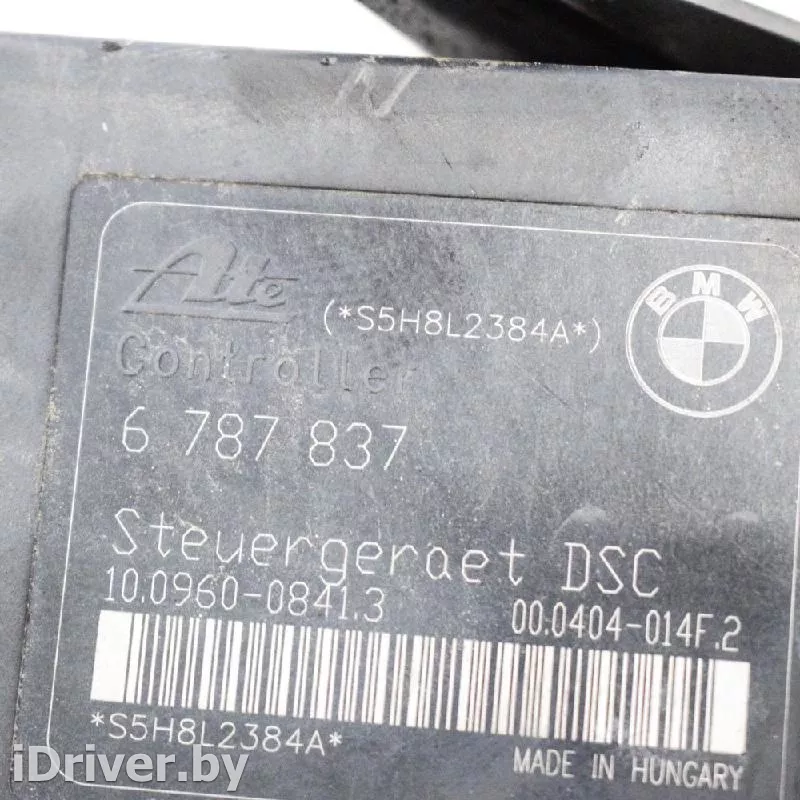 N
Ate
(*S5H8L2384A*)
BMW
Controller
6 787 837
Steuergeraet DSC
10.0960-0841.3
00.0404-014F.2
*S5H8L2384A*
MADE IN HUNGARY
iDriver.by